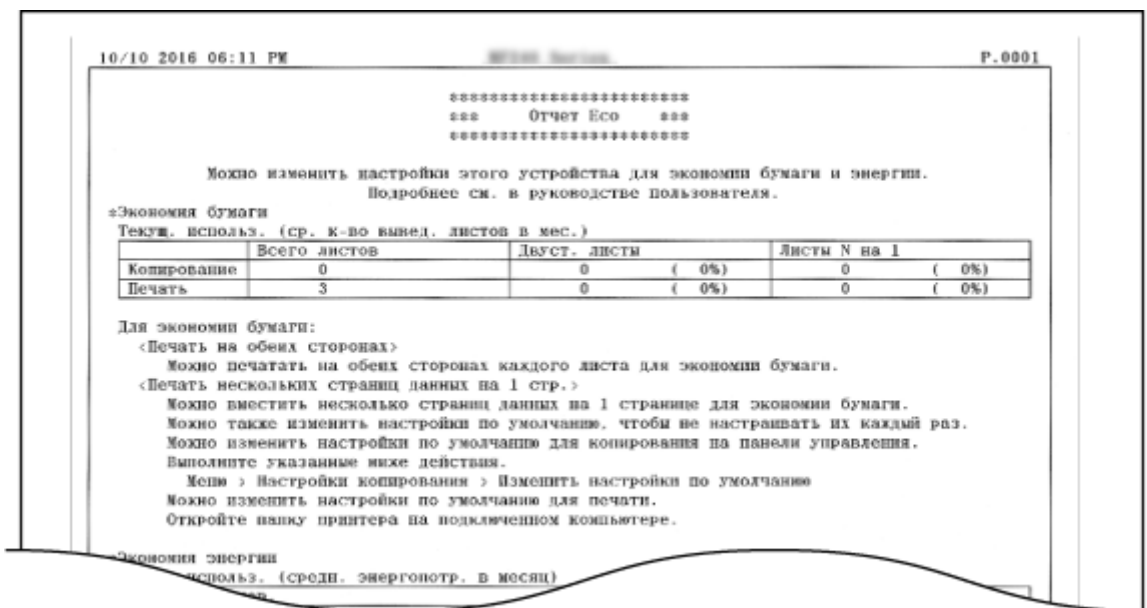 10/10 2016 06:11 PM P.0001
************************
*** Отчет Eco ***
************************
Можно изменить настройки этого устройства для экономии бумаги и энергии.
Подробнее см. в руководстве пользователя.
*Экономия бумаги
Текущ. использ. (ср. к-во вывед. листов в мес.)
Всего листов Двуст. листы Листы N на 1
Копирование 0 0 ( 0%) 0 ( 0%)
Печать 3 0 ( 0%) 0 ( 0%)
Для экономии бумаги:
<Печать на обеих сторонах>
Можно печатать на обеих сторонах каждого листа для экономии бумаги.
<Печать нескольких страниц данных на 1 стр.>
Можно вместить несколько страниц данных на 1 странице для экономии бумаги.
Можно также изменить настройки по умолчанию, чтобы не настраивать их каждый раз.
Можно изменить настройки по умолчанию для копирования на панели управления.
Выполните указанные ниже действия.
Меню > Настройки копирования > Изменить настройки по умолчанию
Можно изменить настройки по умолчанию для печати.
Откройте папку принтера на подключенном компьютере.
*Экономия энергии
использ. (средн. энергопотр. в месяц)